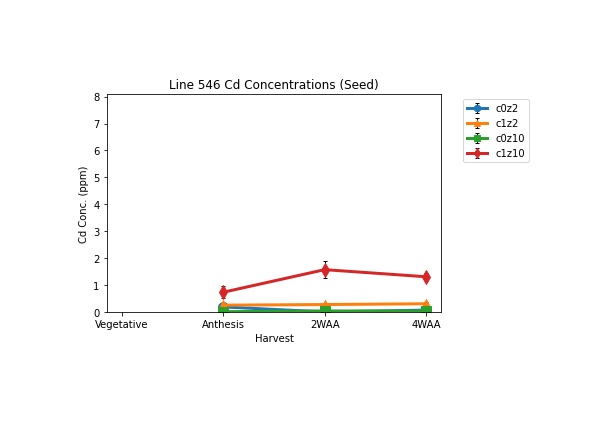 Line 546 Cd Concentrations (Seed)
8
7
6
5
4
3
2
1
0
Cd Conc. (ppm)
Vegetative
Anthesis
2WAA
4WAA
Harvest
c0z2
c1z2
c0z10
c1z10